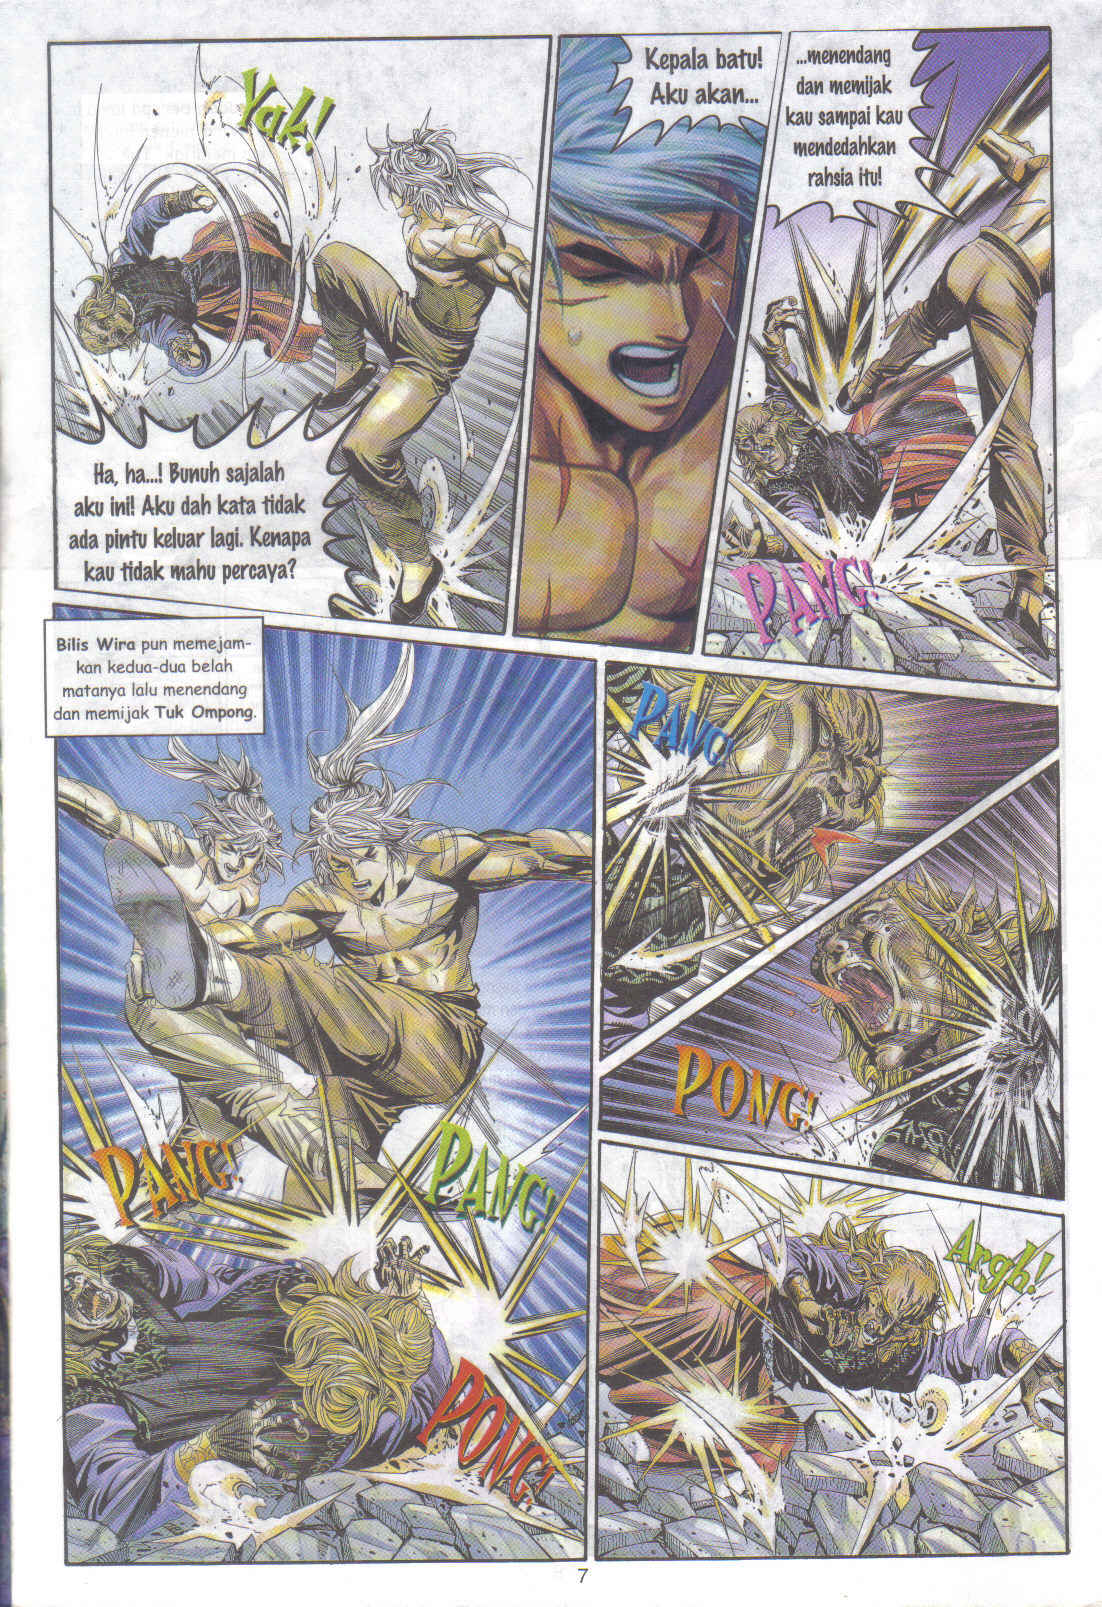 Yak!
Ha, ha...! Bunuh sajalah
aku ini! Aku dah kata tidak
ada pintu keluar lagi. Kenapa
kau tidak mahu percaya?
Kepala batu!
Aku akan...
...menendang
dan memijak
kau sampai kau
mendedahkan
rahsia itu!
PANG!
Bilis Wira pun memejam-
kan kedua-dua belah
matanya lalu menendang
dan memijak Tuk Ompong.
PANG!
PANG!
PONG!
PANG!
PONG!
Argh!
7